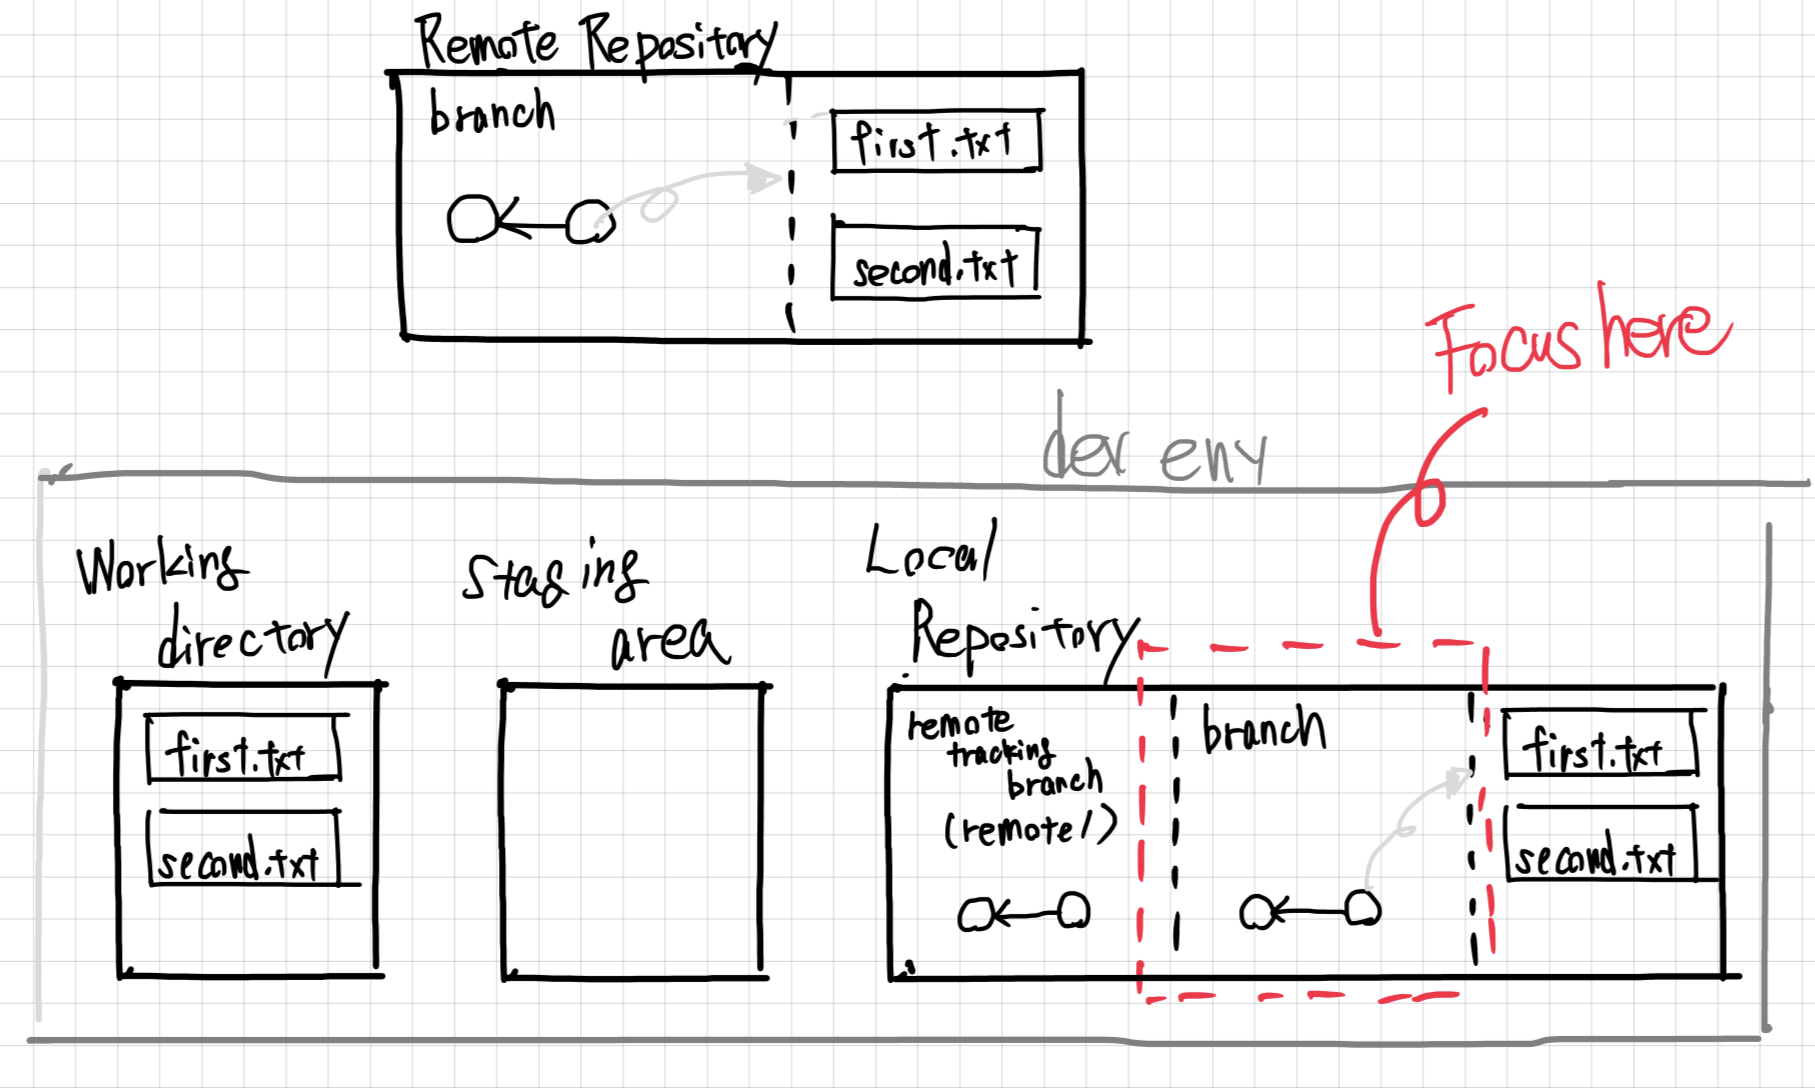 Remote Repository
branch
first.txt
second.txt
Focus here
dev env
Working
directory
first.txt
second.txt
Staging
area
Local
Repository
remote
tracking
branch
(remote/)
branch
first.txt
second.txt